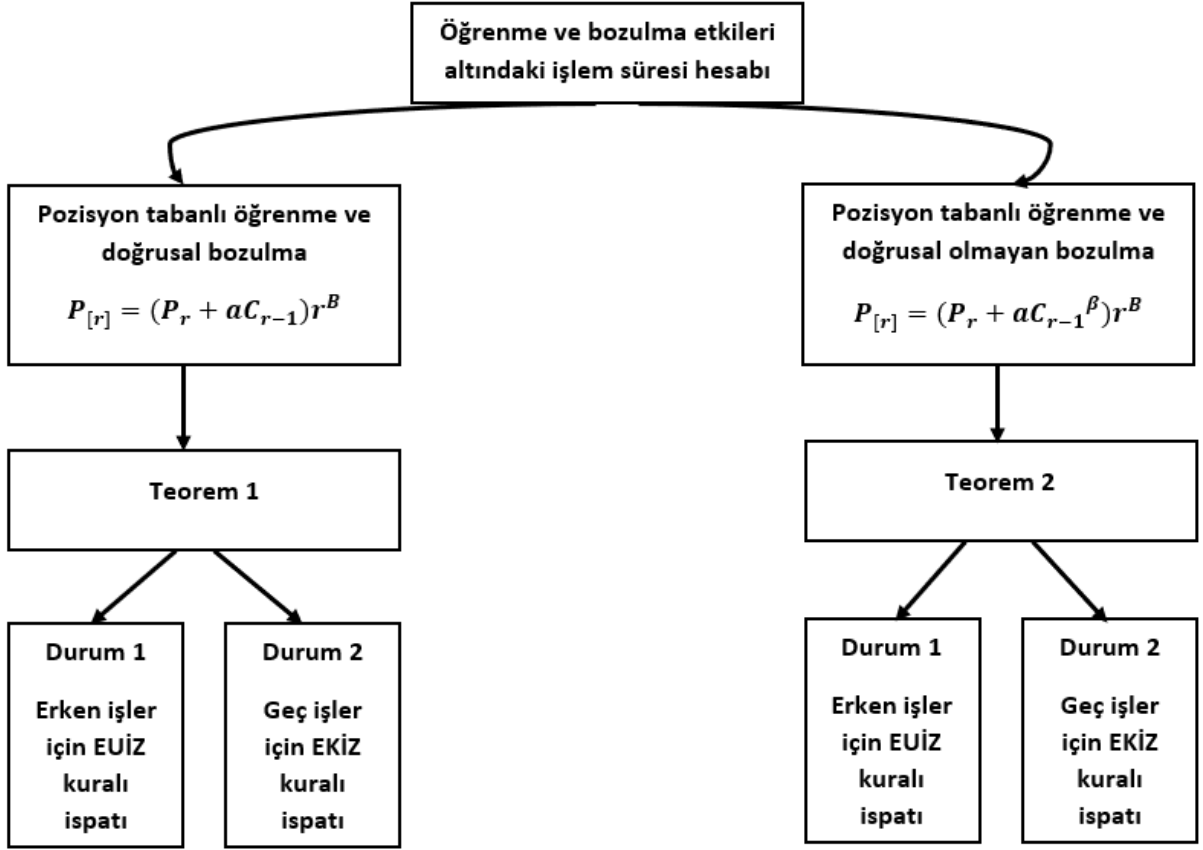 Öğrenme ve bozulma etkileri
altındaki işlem süresi hesabı
Pozisyon tabanlı öğrenme ve
doğrusal bozulma
P[r] = (Pr + aCr−1)r^B
Pozisyon tabanlı öğrenme ve
doğrusal olmayan bozulma
P[r] = (Pr + aCr−1^β)r^B
Teorem 1
Teorem 2
Durum 1
Erken işler
için EUİZ
kuralı
ispatı
Durum 2
Geç işler
için EKİZ
kuralı
ispatı
Durum 1
Erken işler
için EUİZ
kuralı
ispatı
Durum 2
Geç işler
için EKİZ
kuralı
ispatı